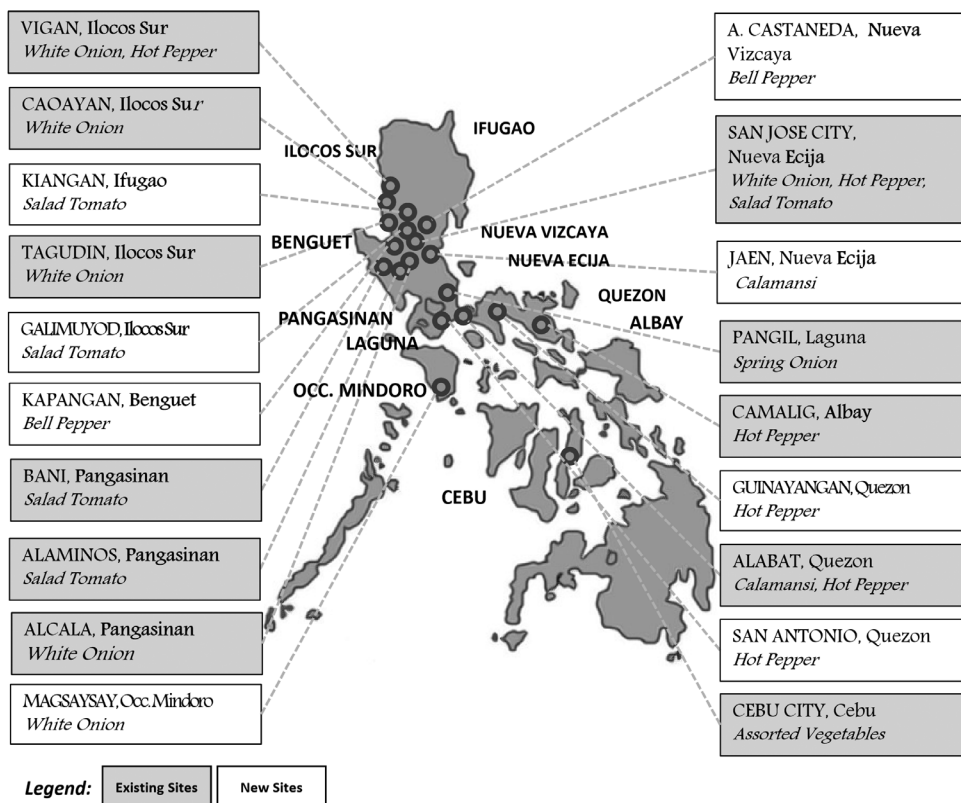 VIGAN, Ilocos Sur
White Onion, Hot Pepper
CAOAYAN, Ilocos Sur
White Onion
KIANGAN, Ifugao
Salad Tomato
TAGUDIN, Ilocos Sur
White Onion
GALIMUYOD, Ilocos Sur
Salad Tomato
KAPANGAN, Benguet
Bell Pepper
BANI, Pangasinan
Salad Tomato
ALAMINOS, Pangasinan
Salad Tomato
ALCALA, Pangasinan
White Onion
MAGSAYSAY, Occ. Mindoro
White Onion
IFUGAO
ILOCOS SUR
BENGUET
NUEVA VIZCAYA
NUEVA ECIJA
QUEZON
PANGASINAN
ALBAY
LAGUNA
OCC. MINDORO
CEBU
A. CASTANEDA, Nueva
Vizcaya
Bell Pepper
SAN JOSE CITY,
Nueva Ecija
White Onion, Hot Pepper,
Salad Tomato
JAEN, Nueva Ecija
Calamansi
PANGIL, Laguna
Spring Onion
CAMALIG, Albay
Hot Pepper
GUINAYANGAN, Quezon
Hot Pepper
ALABAT, Quezon
Calamansi, Hot Pepper
SAN ANTONIO, Quezon
Hot Pepper
CEBU CITY, Cebu
Assorted Vegetables
Legend: Existing Sites New Sites